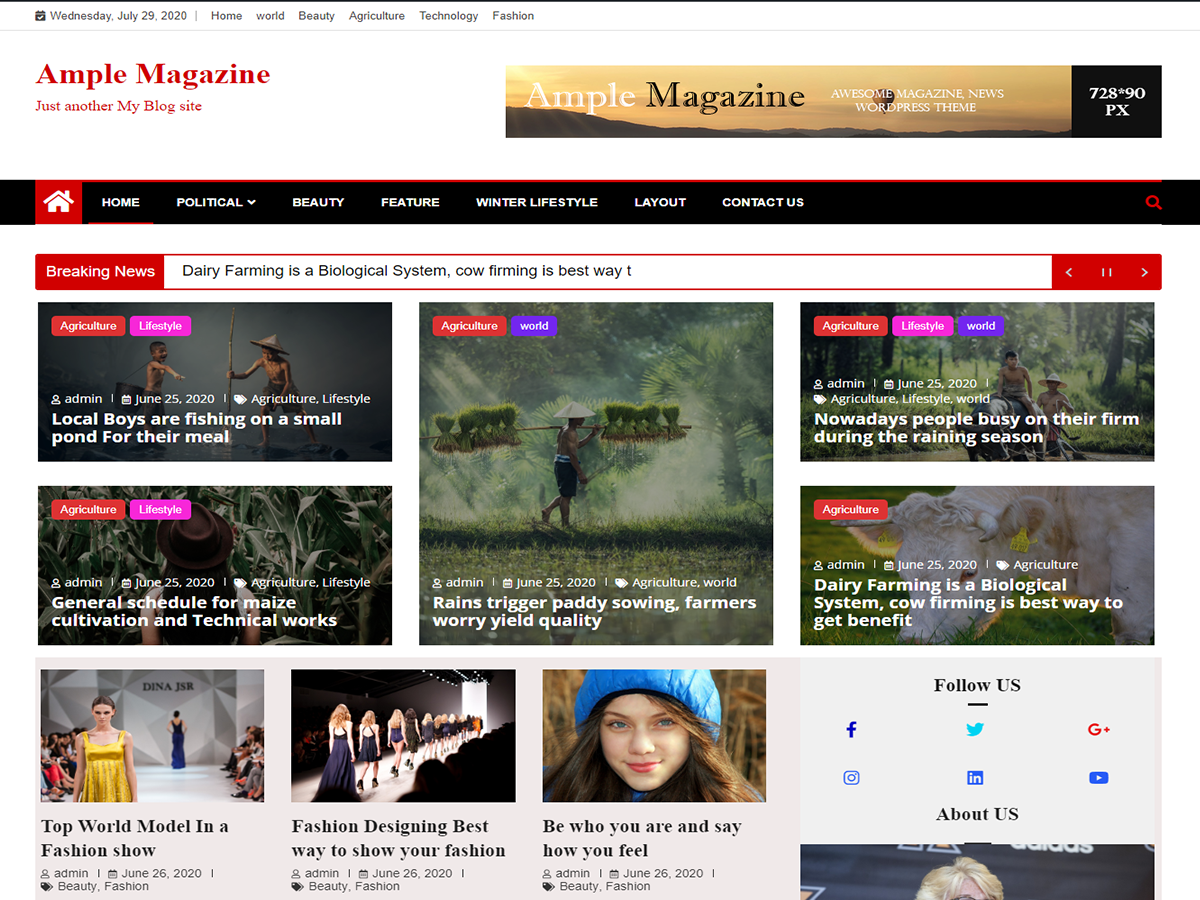 Wednesday, July 29, 2020 | Home world Beauty Agriculture Technology Fashion
Ample Magazine
Just another My Blog site
Ample Magazine
AWESOME MAGAZINE, NEWS
WORDPRESS THEME
728*90
PX
HOME POLITICAL BEAUTY FEATURE WINTER LIFESTYLE LAYOUT CONTACT US
Breaking News
Dairy Farming is a Biological System, cow firming is best way t
Agriculture Lifestyle
admin | June 25, 2020 | Agriculture, Lifestyle
Local Boys are fishing on a small
pond For their meal
Agriculture Lifestyle
admin | June 25, 2020 | Agriculture, Lifestyle
General schedule for maize
cultivation and Technical works
Agriculture world
admin | June 25, 2020 | Agriculture, world
Rains trigger paddy sowing, farmers
worry yield quality
Agriculture Lifestyle world
admin | June 25, 2020 |
Agriculture, Lifestyle, world
Nowadays people busy on their firm
during the raining season
Agriculture
admin | June 25, 2020 | Agriculture
Dairy Farming is a Biological
System, cow firming is best way to
get benefit
DINA JSR
Top World Model In a
Fashion show
admin | June 26, 2020 |
Beauty, Fashion
Fashion Designing Best
way to show your fashion
admin | June 26, 2020 |
Beauty, Fashion
Be who you are and say
how you feel
admin | June 26, 2020 |
Beauty, Fashion
Follow US
About US
adidas